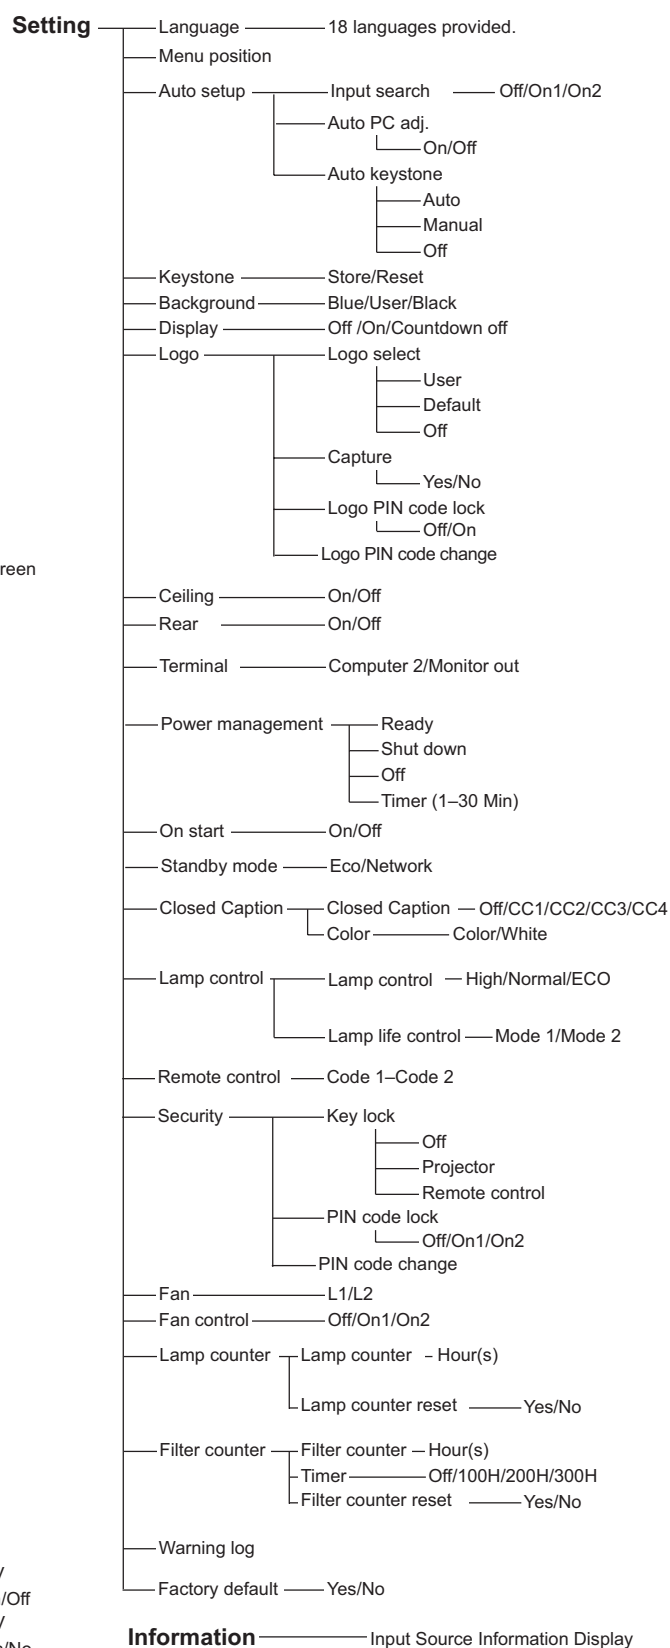 Setting Language 18 languages provided.
Menu position
Auto setup Input search Off/On1/On2
Auto PC adj.
On/Off
Auto keystone
Auto
Manual
Off
Keystone Store/Reset
Background Blue/User/Black
Display Off /On/Countdown off
Logo Logo select
User
Default
Off
Capture
Yes/No
Logo PIN code lock
Off/On
Logo PIN code change
reen
Ceiling On/Off
Rear On/Off
Terminal Computer 2/Monitor out
Power management Ready
Shut down
Off
Timer (1–30 Min)
On start On/Off
Standby mode Eco/Network
Closed Caption Closed Caption Off/CC1/CC2/CC3/CC4
Color Color/White
Lamp control Lamp control High/Normal/ECO
Lamp life control Mode 1/Mode 2
Remote control Code 1–Code 2
Security Key lock
Off
Projector
Remote control
PIN code lock
Off/On1/On2
PIN code change
Fan L1/L2
Fan control Off/On1/On2
Lamp counter Lamp counter Hour(s)
Lamp counter reset Yes/No
Filter counter Filter counter Hour(s)
Timer Off/100H/200H/300H
Filter counter reset Yes/No
Warning log
/Off
Factory default Yes/No
Information Input Source Information Display